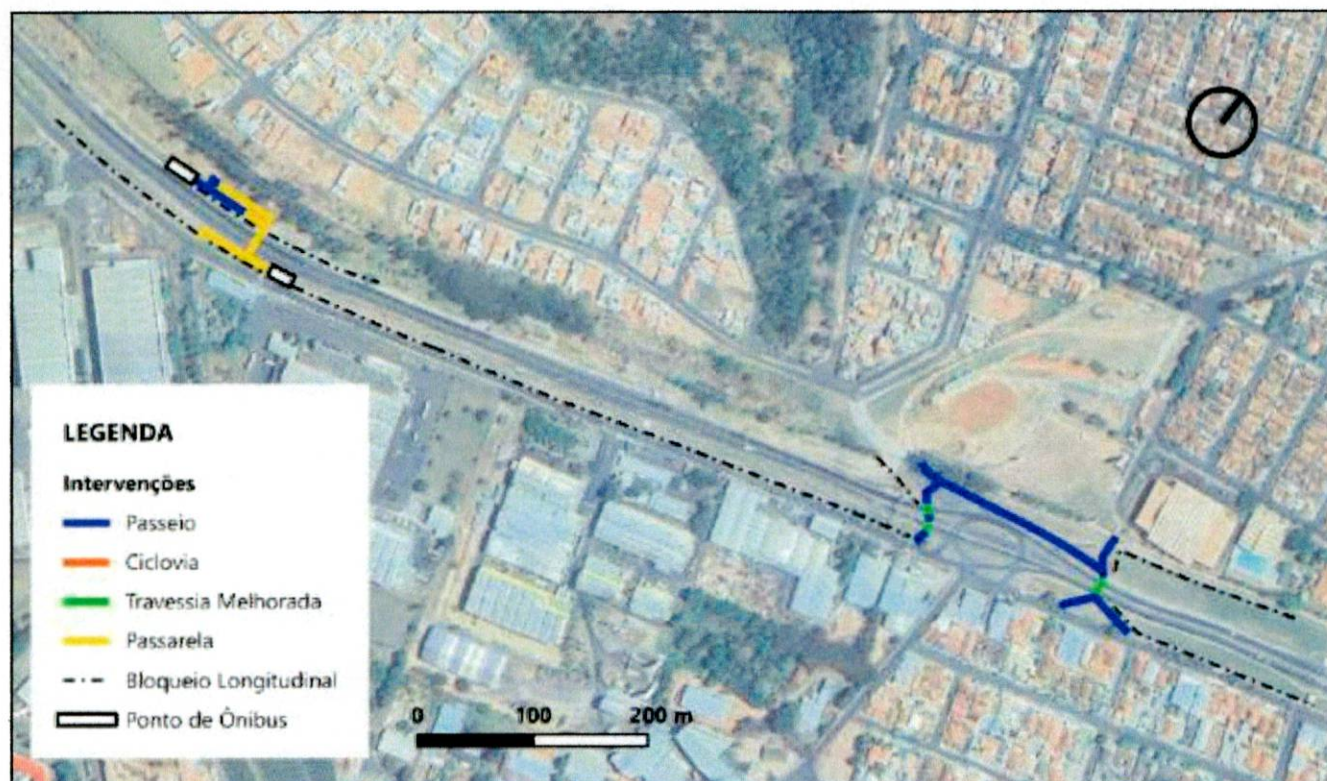 LEGENDA
Intervenções
Passeio
Ciclovia
Travessia Melhorada
Passarela
Bloqueio Longitudinal
Ponto de Ônibus
0 100 200 m